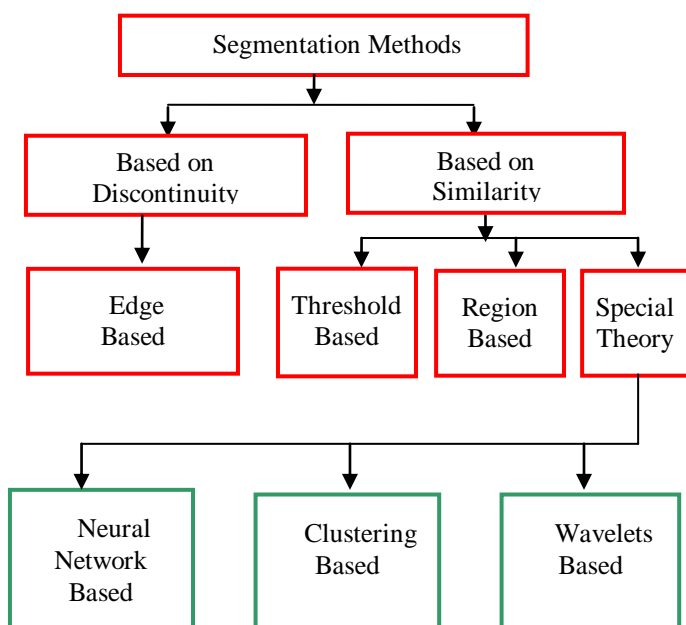 Segmentation Methods
Based on
Discontinuity
Based on
Similarity
Edge
Based
Threshold
Based
Region
Based
Special
Theory
Neural
Network
Based
Clustering
Based
Wavelets
Based